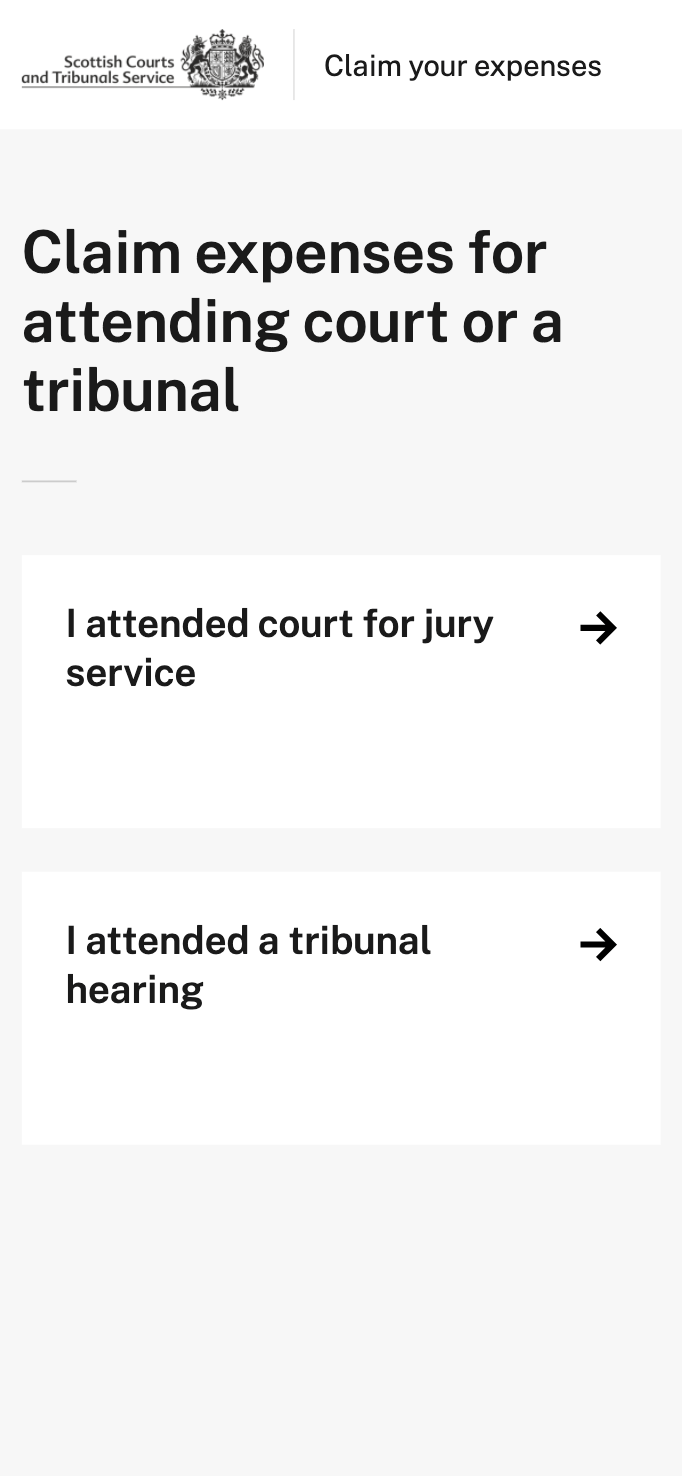 Scottish Courts
and Tribunals Service
Claim your expenses
Claim expenses for
attending court or a
tribunal
I attended court for jury
service
I attended a tribunal
hearing